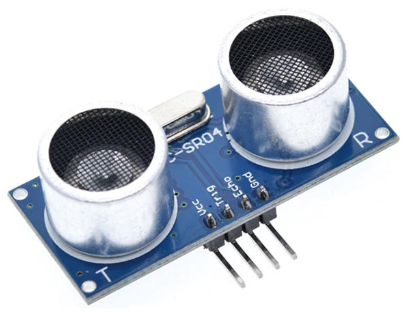 C-SR04
R
Vcc
Trig
Echo
Gnd
T